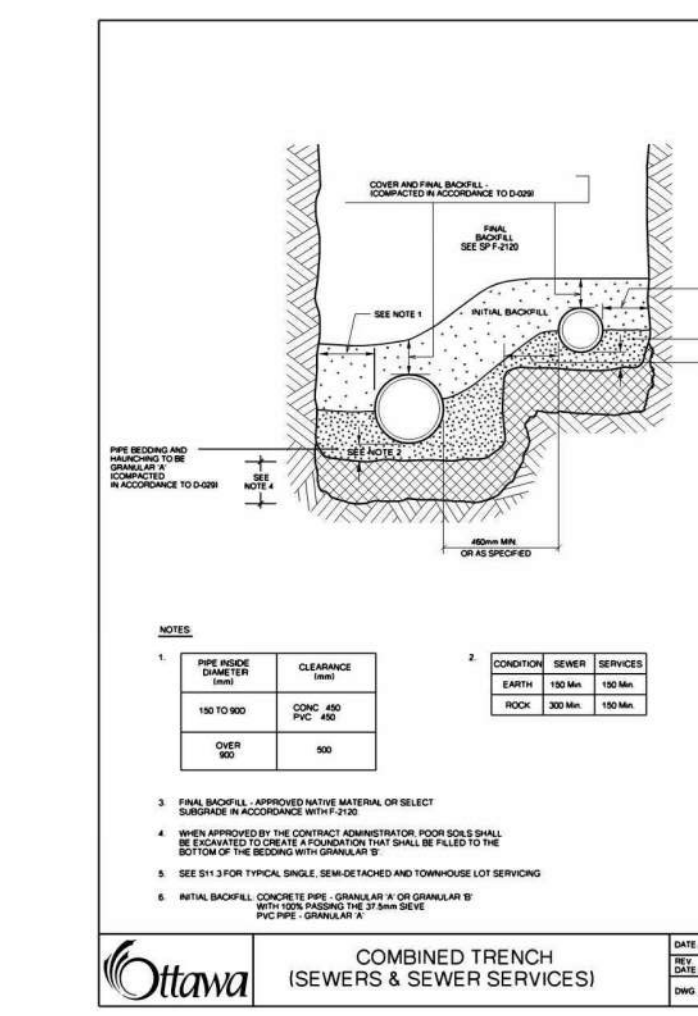 COVER AND FINAL BACKFILL -
(COMPACTED IN ACCORDANCE TO D-029)
FINAL
BACKFILL
SEE SP F-2120
SEE NOTE 1
INITIAL BACKFILL
PIPE BEDDING AND
HAUNCHING TO BE
GRANULAR 'A'
(COMPACTED
IN ACCORDANCE TO D-029)
SEE NOTE 2
SEE
NOTE 4
460mm MIN.
OR AS SPECIFIED
NOTES
1.
PIPE INSIDE
DIAMETER
(mm)
CLEARANCE
(mm)
150 TO 900
CONC 450
PVC 450
OVER
900
500
2.
CONDITION SEWER SERVICES
EARTH 150 Min. 150 Min.
ROCK 300 Min. 150 Min.
3. FINAL BACKFILL - APPROVED NATIVE MATERIAL OR SELECT
SUBGRADE IN ACCORDANCE WITH F-2120.
4. WHEN APPROVED BY THE CONTRACT ADMINISTRATOR, POOR SOILS SHALL
BE EXCAVATED TO CREATE A FOUNDATION THAT SHALL BE FILLED TO THE
BOTTOM OF THE BEDDING WITH GRANULAR 'B'.
5. SEE S11.3 FOR TYPICAL SINGLE, SEMI-DETACHED AND TOWNHOUSE LOT SERVICING
6. INITIAL BACKFILL: CONCRETE PIPE - GRANULAR 'A' OR GRANULAR 'B'
WITH 100% PASSING THE 37.5mm SIEVE
PVC PIPE - GRANULAR 'A'
Ottawa
COMBINED TRENCH
(SEWERS & SEWER SERVICES)
DATE
REV.
DATE
DWG.